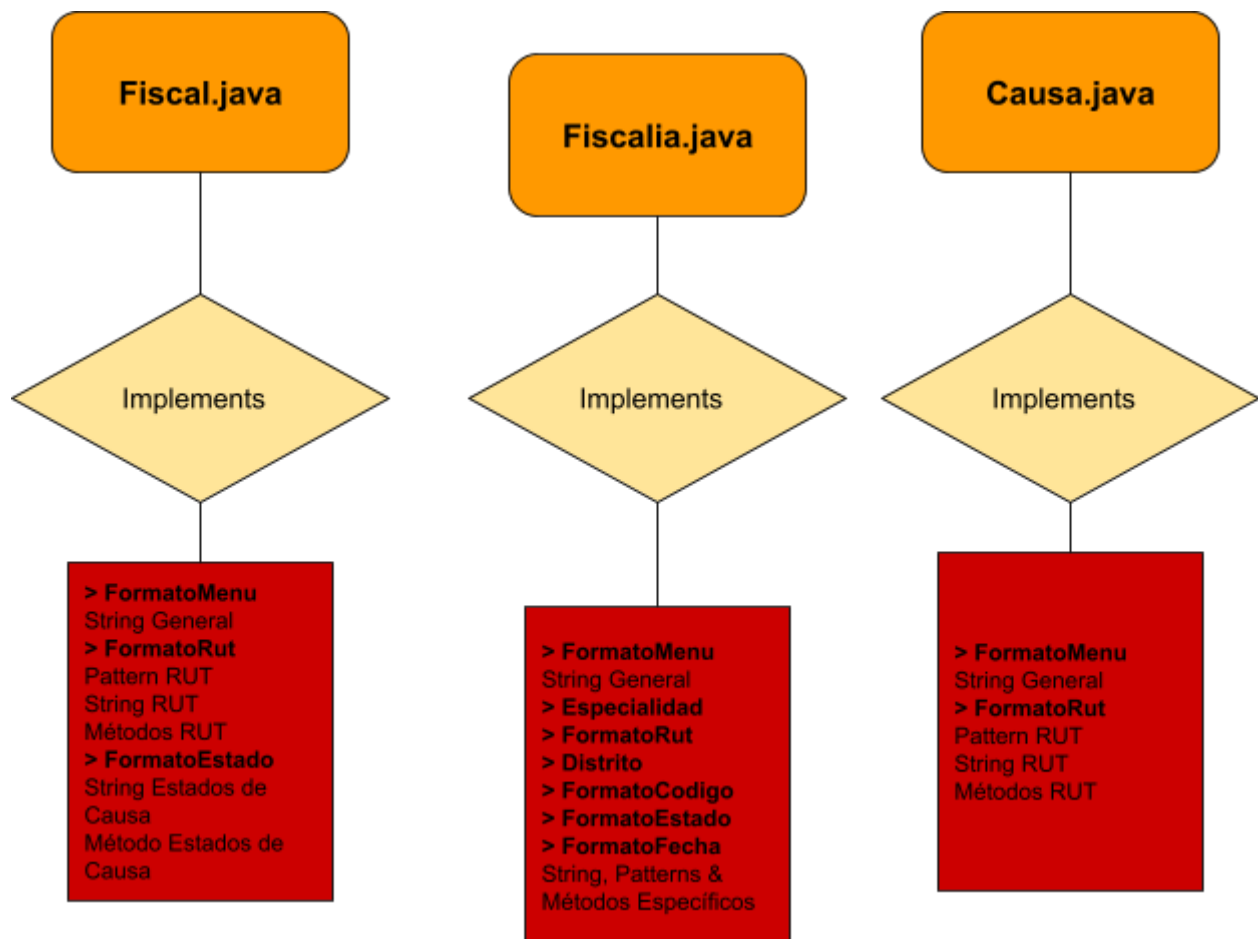 Fiscal.java
Fiscalia.java
Causa.java
Implements
Implements
Implements
> FormatoMenu
String General
> FormatoRut
Pattern RUT
String RUT
Métodos RUT
> FormatoEstado
String Estados de
Causa
Método Estados de
Causa
> FormatoMenu
String General
> Especialidad
> FormatoRut
> Distrito
> FormatoCodigo
> FormatoEstado
> FormatoFecha
String, Patterns &
Métodos Específicos
> FormatoMenu
String General
> FormatoRut
Pattern RUT
String RUT
Métodos RUT